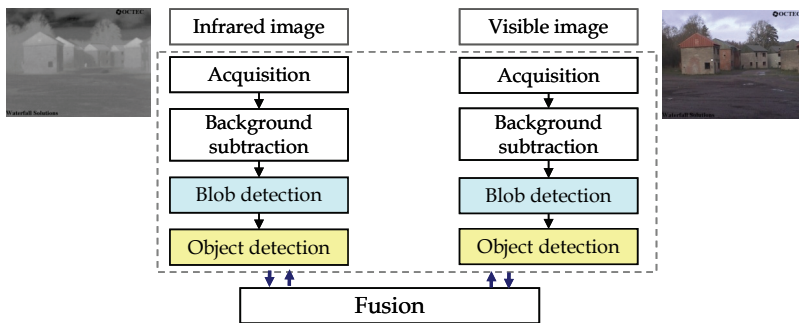 OCTEC
Infrared image
Visible image
OCTEC
Acquisition
Acquisition
Background
subtraction
Background
subtraction
Waterfall Solutions
Waterfall Solutions
Blob detection
Blob detection
Object detection
Object detection
Fusion